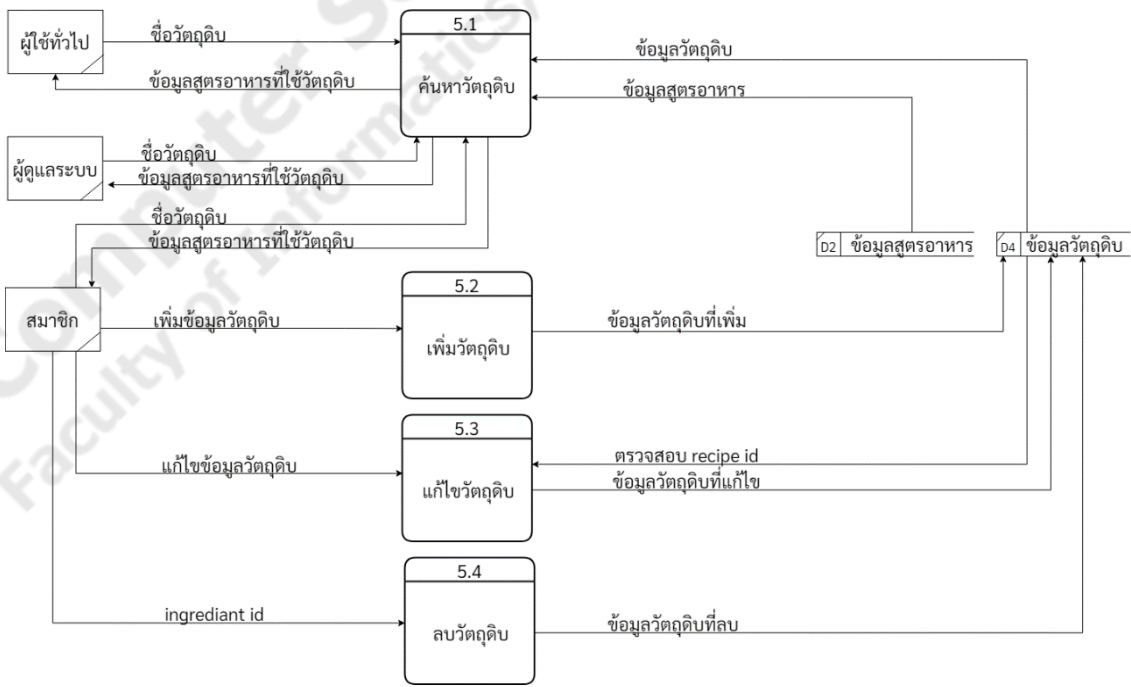 ผู้ใช้ทั่วไป
ชื่อวัตถุดิบ
ข้อมูลสูตรอาหารที่ใช้วัตถุดิบ
5.1
ค้นหาวัตถุดิบ
ข้อมูลวัตถุดิบ
ข้อมูลสูตรอาหาร
ผู้ดูแลระบบ
ชื่อวัตถุดิบ
ข้อมูลสูตรอาหารที่ใช้วัตถุดิบ
ชื่อวัตถุดิบ
ข้อมูลสูตรอาหารที่ใช้วัตถุดิบ
D2 ข้อมูลสูตรอาหาร
D4 ข้อมูลวัตถุดิบ
สมาชิก
เพิ่มข้อมูลวัตถุดิบ
5.2
เพิ่มวัตถุดิบ
ข้อมูลวัตถุดิบที่เพิ่ม
แก้ไขข้อมูลวัตถุดิบ
5.3
แก้ไขวัตถุดิบ
ตรวจสอบ recipe id
ข้อมูลวัตถุดิบที่แก้ไข
ingrediant id
5.4
ลบวัตถุดิบ
ข้อมูลวัตถุดิบที่ลบ
Computer
Faculty of Informatics